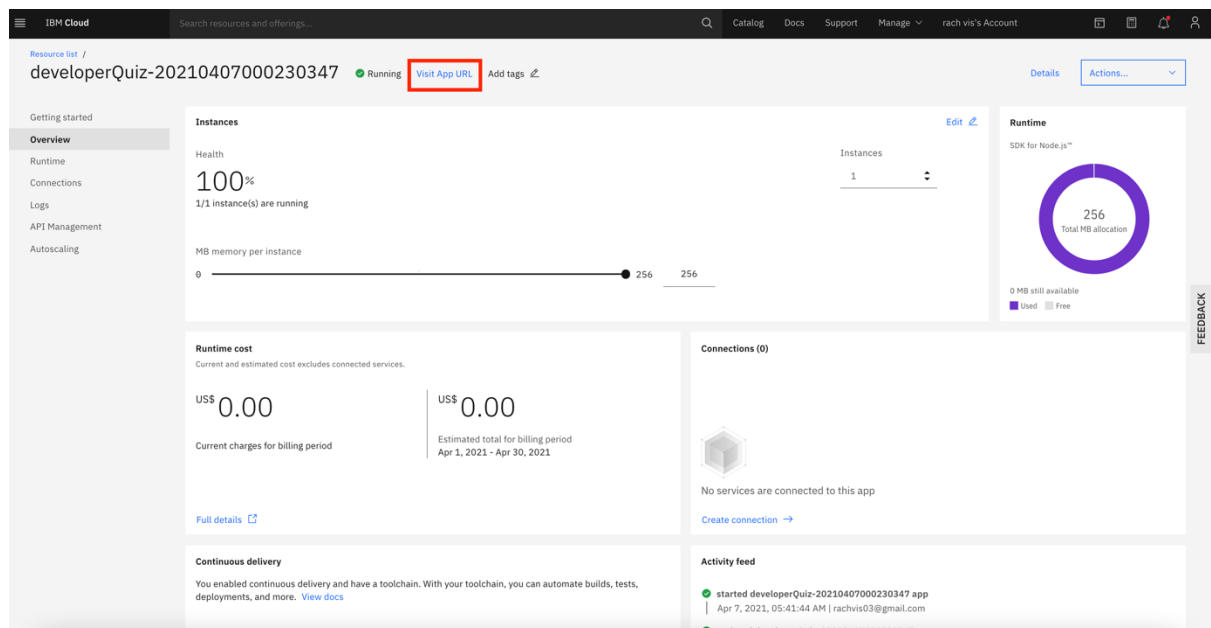 IBM Cloud
Search resources and offerings...
Catalog
Docs
Support
Manage
rach vis's Account
Resource list /
developerQuiz-20210407000230347
Running
Visit App URL
Add tags
Details
Actions...
Getting started
Overview
Runtime
Connections
Logs
API Management
Autoscaling
Instances
Edit
Health
100%
1/1 instance(s) are running
Instances
1
MB memory per instance
0
256
256
Runtime
SDK for Node.js™
256
Total MB allocation
0 MB still available
Used
Free
FEEDBACK
Runtime cost
Current and estimated cost excludes connected services.
US$ 0.00
Current charges for billing period
US$ 0.00
Estimated total for billing period
Apr 1, 2021 - Apr 30, 2021
Full details
Connections (0)
No services are connected to this app
Create connection
Continuous delivery
You enabled continuous delivery and have a toolchain. With your toolchain, you can automate builds, tests,
deployments, and more. View docs
Activity feed
started developerQuiz-20210407000230347 app
Apr 7, 2021, 05:41:44 AM | rachvis03@gmail.com